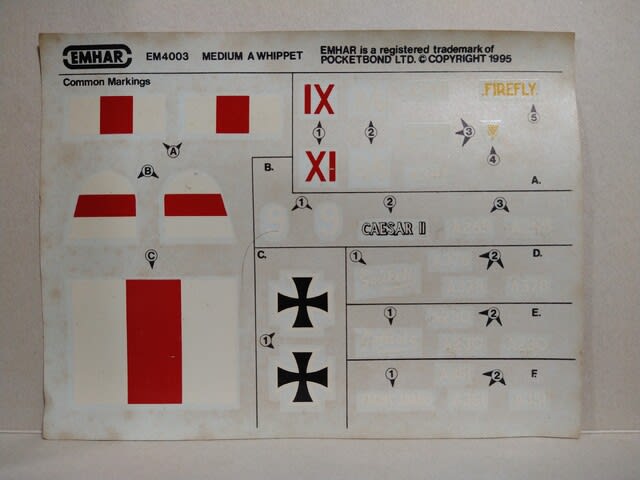 EMHAR
EM4003 MEDIUM A WHIPPET
EMHAR is a registered trademark of
POCKETBOND LTD. © COPYRIGHT 1995
Common Markings
IX
FIREFLY
1
2
3
5
4
XI
A.
A
B
C
B.
1
2
3
CAESAR II
C.
1
1
2
D.
1
2
E.
1
2
F.